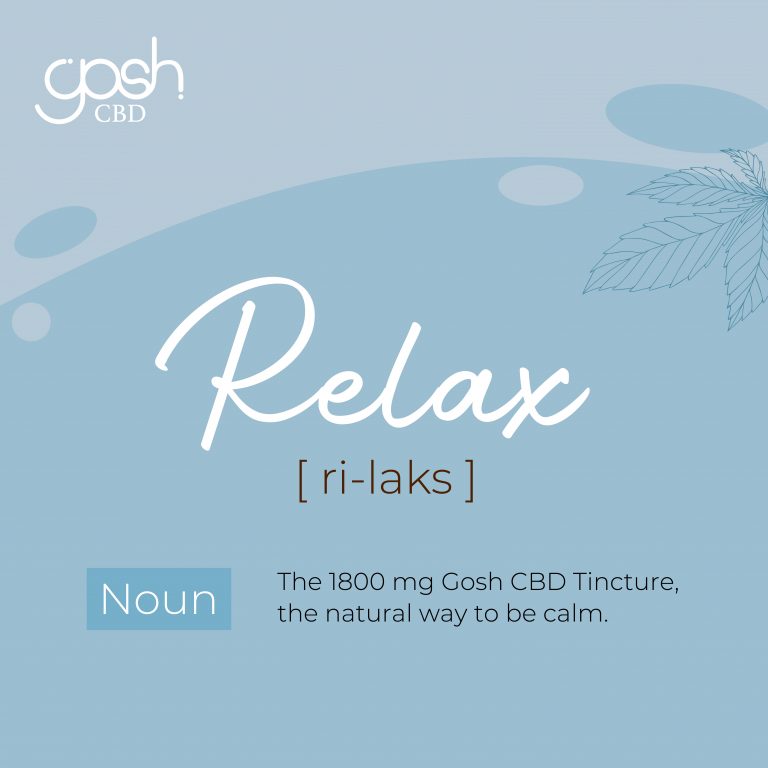 gosh
CBD
Relax
[ ri-laks ]
Noun
The 1800 mg Gosh CBD Tincture,
the natural way to be calm.